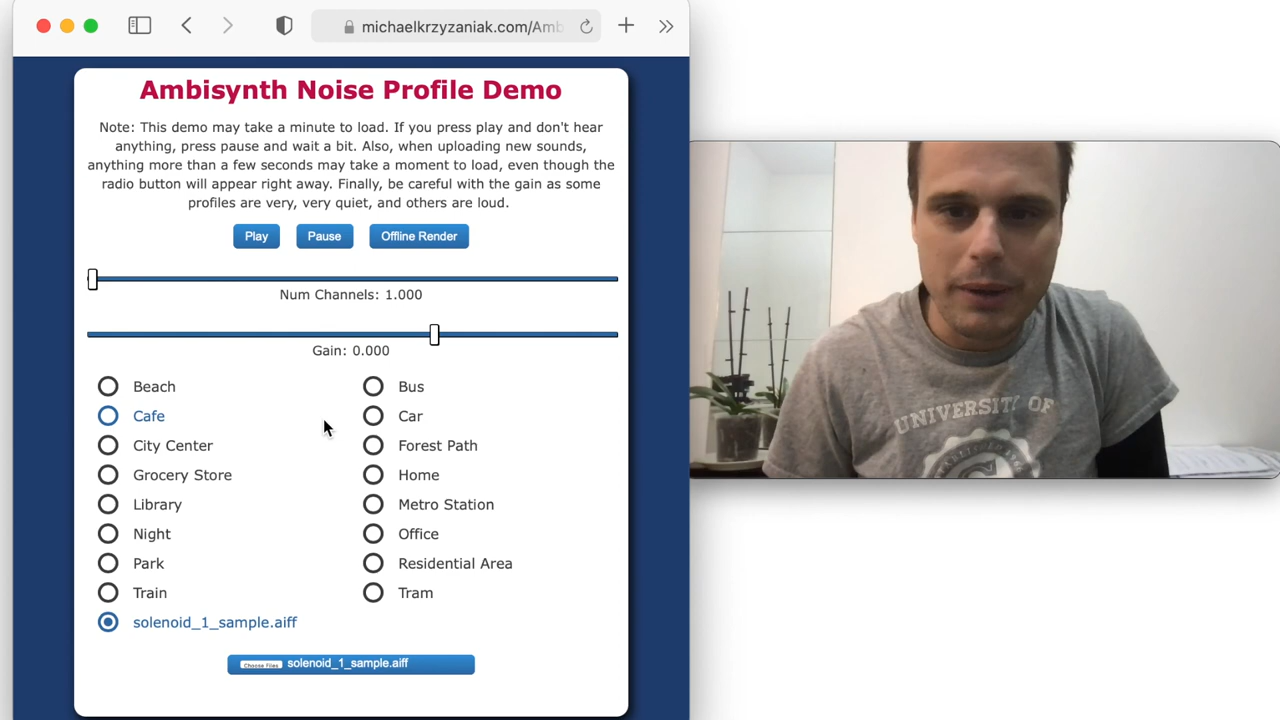 michaelkrzyzaniak.com/Amb
Ambisynth Noise Profile Demo
Note: This demo may take a minute to load. If you press play and don't hear
anything, press pause and wait a bit. Also, when uploading new sounds,
anything more than a few seconds may take a moment to load, even though the
radio button will appear right away. Finally, be careful with the gain as some
profiles are very, very quiet, and others are loud.
Play Pause Offline Render
Num Channels: 1.000
Gain: 0.000
Beach Bus
Cafe Car
City Center Forest Path
Grocery Store Home
Library Metro Station
Night Office
Park Residential Area
Train Tram
solenoid_1_sample.aiff
Choose Files solenoid_1_sample.aiff
UNIVERSITY OF